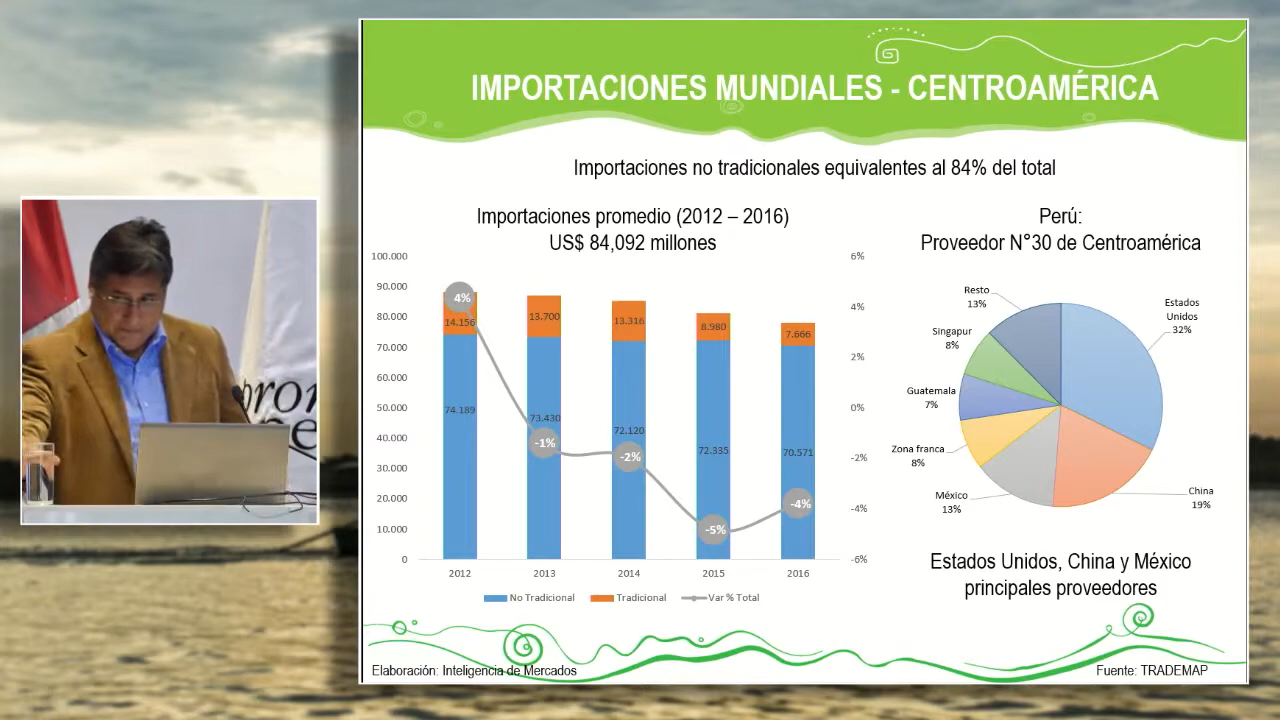 IMPORTACIONES MUNDIALES - CENTROAMÉRICA
Importaciones no tradicionales equivalentes al 84% del total
Importaciones promedio (2012 – 2016)
US$ 84,092 millones
100.000
90.000
80.000
70.000
60.000
50.000
40.000
30.000
20.000
10.000
0
6%
4%
2%
0%
-2%
-4%
-6%
14.156
13.700
13.316
8.980
7.666
74.189
73.430
72.120
72.335
70.571
4%
-1%
-2%
-5%
-4%
2012
2013
2014
2015
2016
No Tradicional
Tradicional
Var % Total
Perú:
Proveedor N°30 de Centroamérica
Estados
Unidos
32%
China
19%
México
13%
Zona franca
8%
Guatemala
7%
Singapur
8%
Resto
13%
Estados Unidos, China y México
principales proveedores
Elaboración: Inteligencia de Mercados
Fuente: TRADEMAP